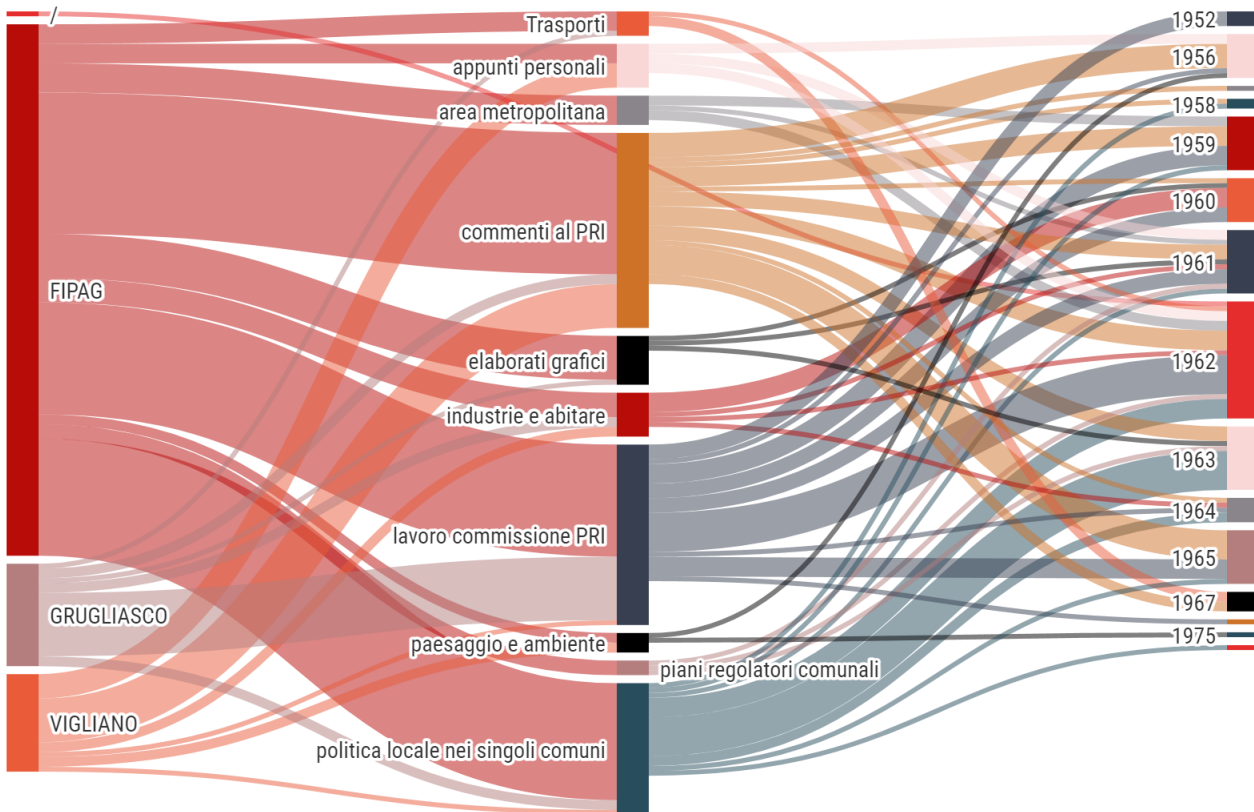 /
FIPAG
GRUGLIASCO
VIGLIANO
Trasporti
appunti personali
area metropolitana
commenti al PRI
elaborati grafici
industrie e abitare
lavoro commissione PRI
paesaggio e ambiente
piani regolatori comunali
politica locale nei singoli comuni
1952
1956
1958
1959
1960
1961
1962
1963
1964
1965
1967
1975